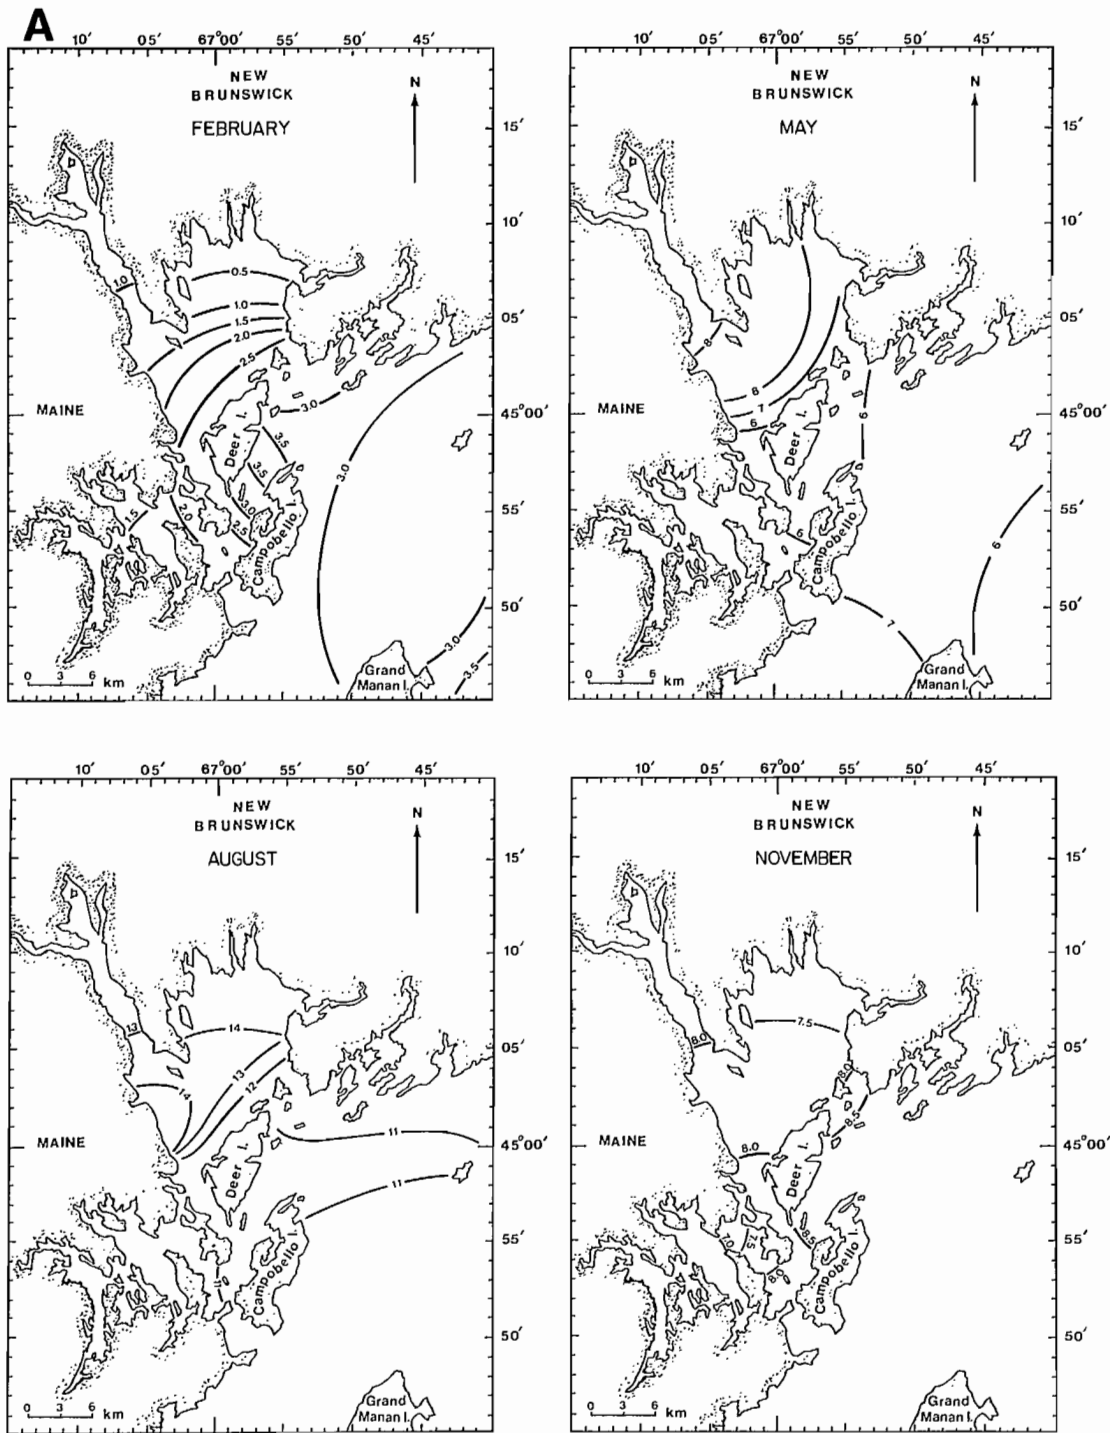 A
10′ 05′ 67°00′ 55′ 50′ 45′
NEW
BRUNSWICK
FEBRUARY
N
15′
10′
05′
45°00′
55′
50′
0.5
1.0
1.0
1.5
2.0
2.5
3.0
3.5
3.5
3.0
3.0
2.5
2.0
1.5
3.0
3.5
MAINE
Deer I.
Campobello I.
Grand
Manan I.
0 3 6 km
10′ 05′ 67°00′ 55′ 50′ 45′
NEW
BRUNSWICK
MAY
N
15′
10′
05′
45°00′
55′
50′
8
8
7
6
6
6
6
7
MAINE
Deer I.
Campobello I.
Grand
Manan I.
0 3 6 km
10′ 05′ 67°00′ 55′ 50′ 45′
NEW
BRUNSWICK
AUGUST
N
15′
10′
05′
45°00′
55′
50′
13
14
14
13
12
11
11
11
MAINE
Deer I.
Campobello I.
Grand
Manan I.
0 3 6 km
10′ 05′ 67°00′ 55′ 50′ 45′
NEW
BRUNSWICK
NOVEMBER
N
15′
10′
05′
45°00′
55′
50′
7.5
8.0
8.0
8.5
8.0
8.5
7.5
7.0
8.0
MAINE
Deer I.
Campobello I.
Grand
Manan I.
0 3 6 km